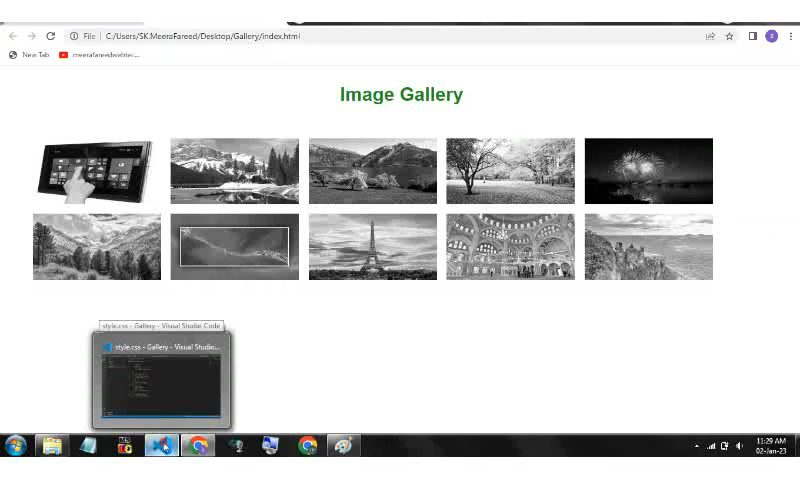 File | C:/Users/SK.MeeraFareed/Desktop/Gallery/index.html
S
New Tab
meerafareedwebtec...
Image Gallery
style.css - Gallery - Visual Studio Code
style.css - Gallery - Visual Studio...
11:29 AM
02-Jan-23